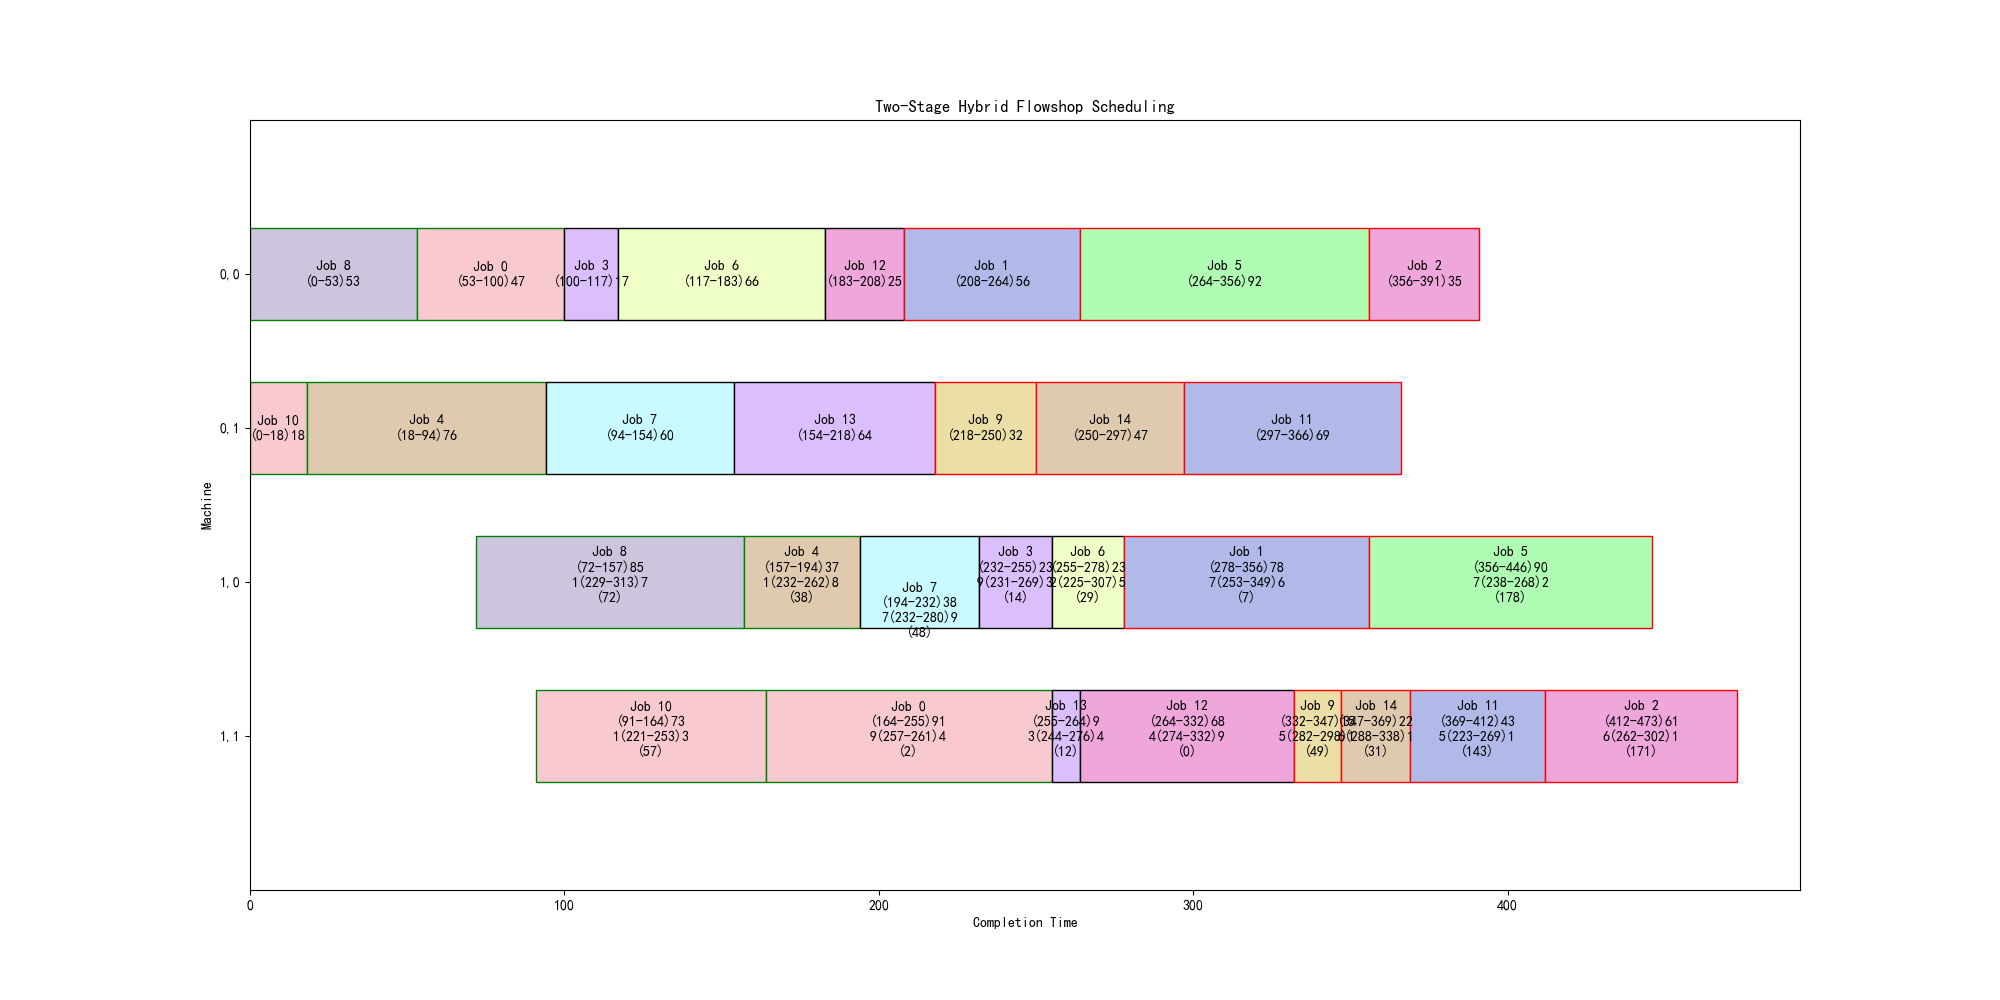 Two-Stage Hybrid Flowshop Scheduling
Machine
0,0
Job 8
(0-53)53
Job 0
(53-100)47
Job 3
(100-117)17
Job 6
(117-183)66
Job 12
(183-208)25
Job 1
(208-264)56
Job 5
(264-356)92
Job 2
(356-391)35
0,1
Job 10
(0-18)18
Job 4
(18-94)76
Job 7
(94-154)60
Job 13
(154-218)64
Job 9
(218-250)32
Job 14
(250-297)47
Job 11
(297-366)69
1,0
Job 8
(72-157)85
1(229-313)7
(72)
Job 4
(157-194)37
1(232-262)8
(38)
Job 7
(194-232)38
7(232-280)9
(48)
Job 3
(232-255)23
9(231-269)3
(14)
Job 6
(255-278)23
2(225-307)5
(29)
Job 1
(278-356)78
7(253-349)6
(7)
Job 5
(356-446)90
7(238-268)2
(178)
1,1
Job 10
(91-164)73
1(221-253)3
(57)
Job 0
(164-255)91
9(257-261)4
(2)
Job 13
(255-264)9
3(244-276)4
(12)
Job 12
(264-332)68
4(274-332)9
(0)
Job 9
(332-347)15
(49)
Job 14
(347-369)22
(31)
Job 11
(369-412)43
5(223-269)1
(143)
Job 2
(412-473)61
6(262-302)1
(171)
0
100
200
300
400
Completion Time